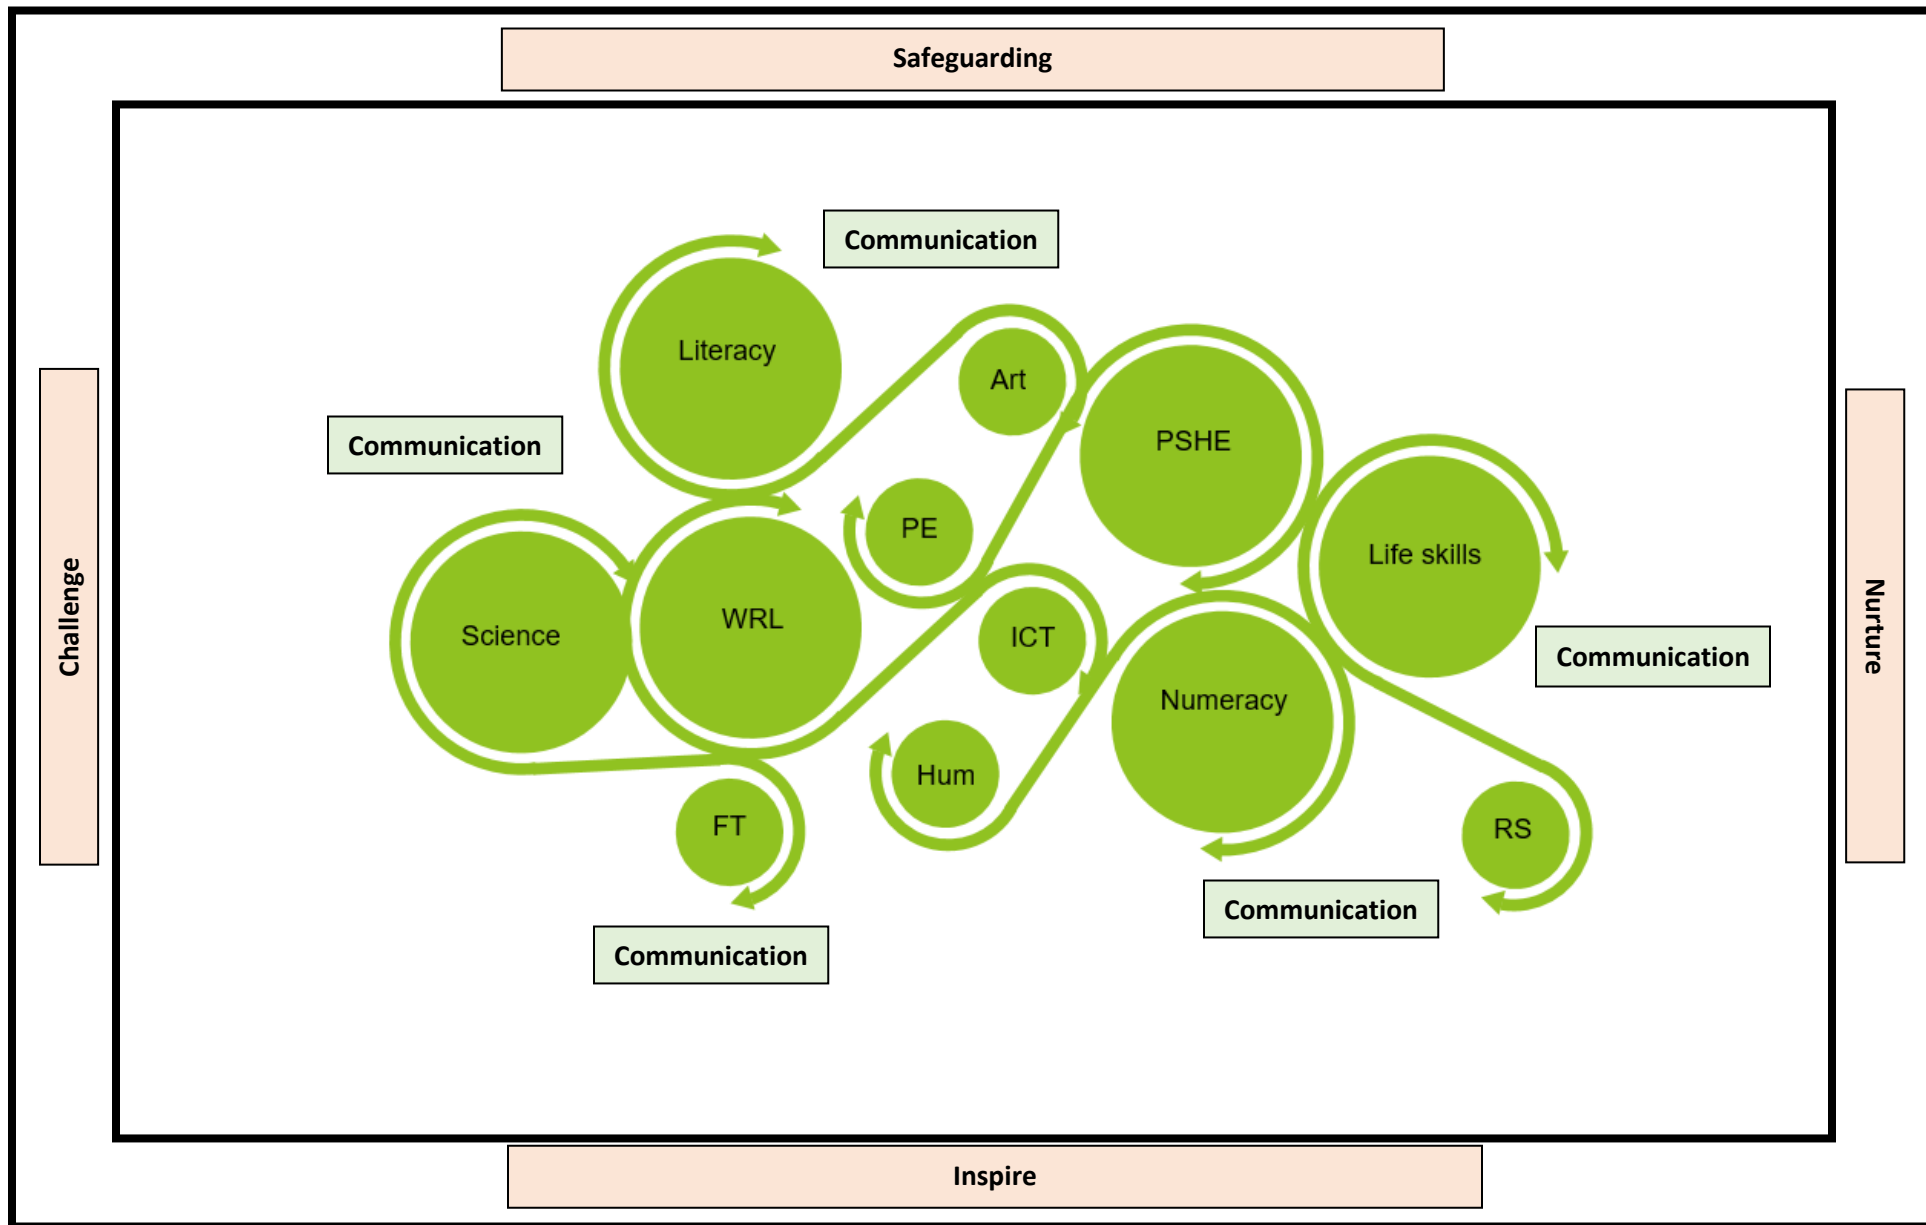 Safeguarding
Communication
Literacy
Art
Communication
PSHE
PE
Life skills
Science
WRL
ICT
Communication
Challenge
Nurture
Numeracy
Hum
FT
RS
Communication
Communication
Inspire